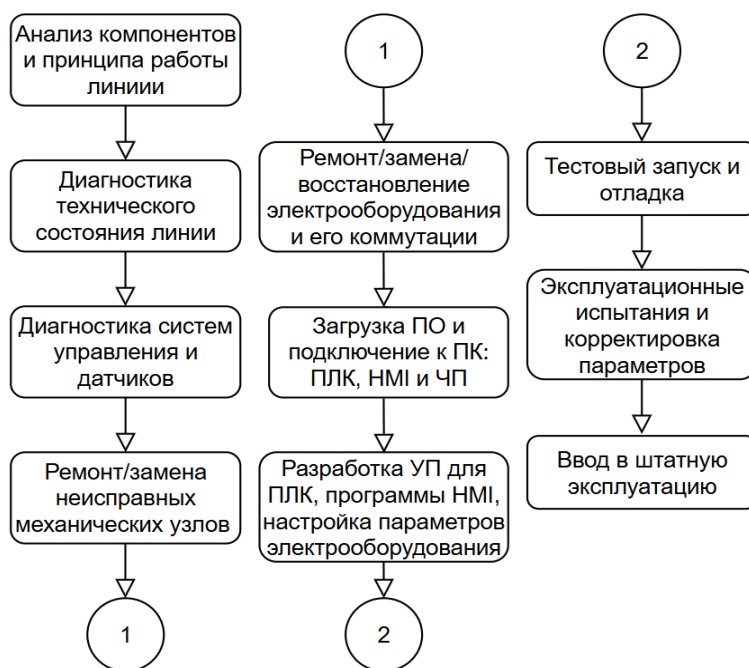 Анализ компонентов
и принципа работы
линиии
Диагностика
технического
состояния линии
Диагностика систем
управления и
датчиков
Ремонт/замена
неисправных
механических узлов
1
1
Ремонт/замена/
восстановление
электрооборудования
и его коммутации
Загрузка ПО и
подключение к ПК:
ПЛК, HMI и ЧП
Разработка УП для
ПЛК, программы HMI,
настройка параметров
электрооборудования
2
2
Тестовый запуск и
отладка
Эксплуатационные
испытания и
корректировка
параметров
Ввод в штатную
эксплуатацию